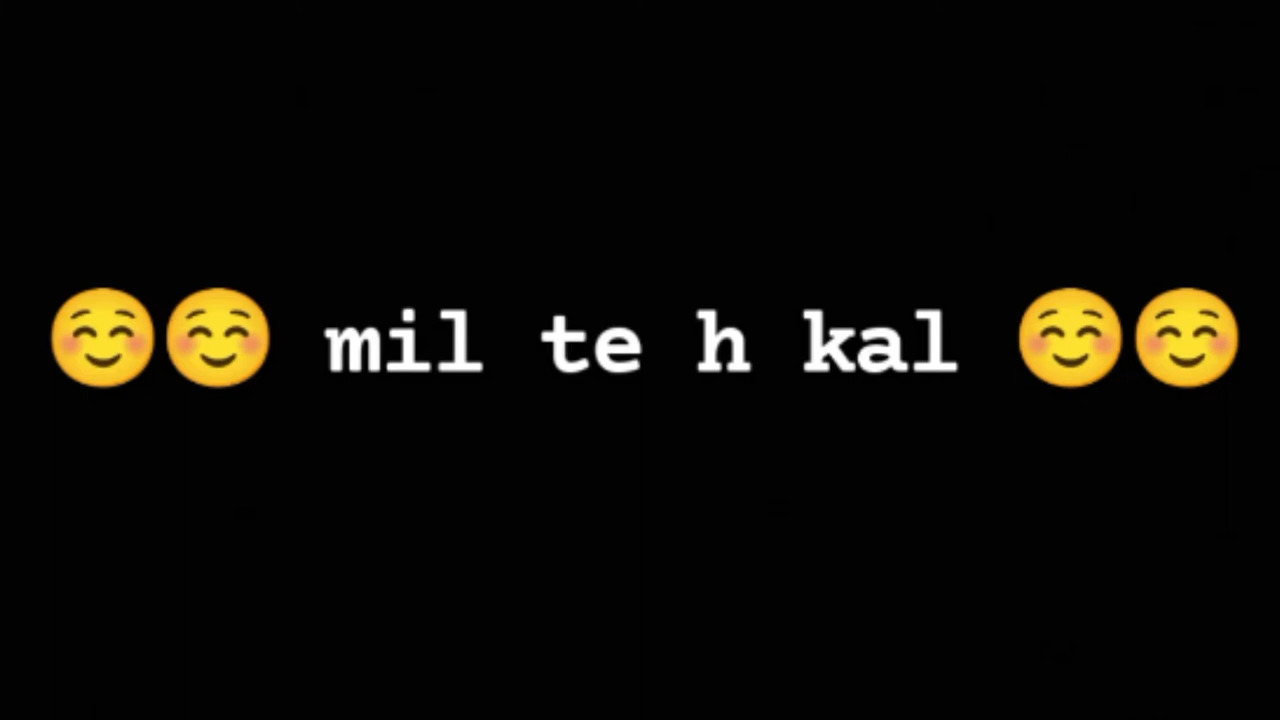 ☺️☺️ mil te h kal ☺️☺️